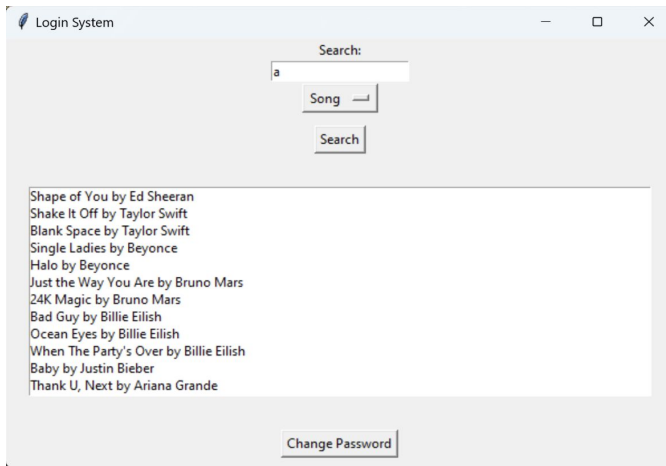 Login System
Search:
a
Song
Search
Shape of You by Ed Sheeran
Shake It Off by Taylor Swift
Blank Space by Taylor Swift
Single Ladies by Beyonce
Halo by Beyonce
Just the Way You Are by Bruno Mars
24K Magic by Bruno Mars
Bad Guy by Billie Eilish
Ocean Eyes by Billie Eilish
When The Party's Over by Billie Eilish
Baby by Justin Bieber
Thank U, Next by Ariana Grande
Change Password